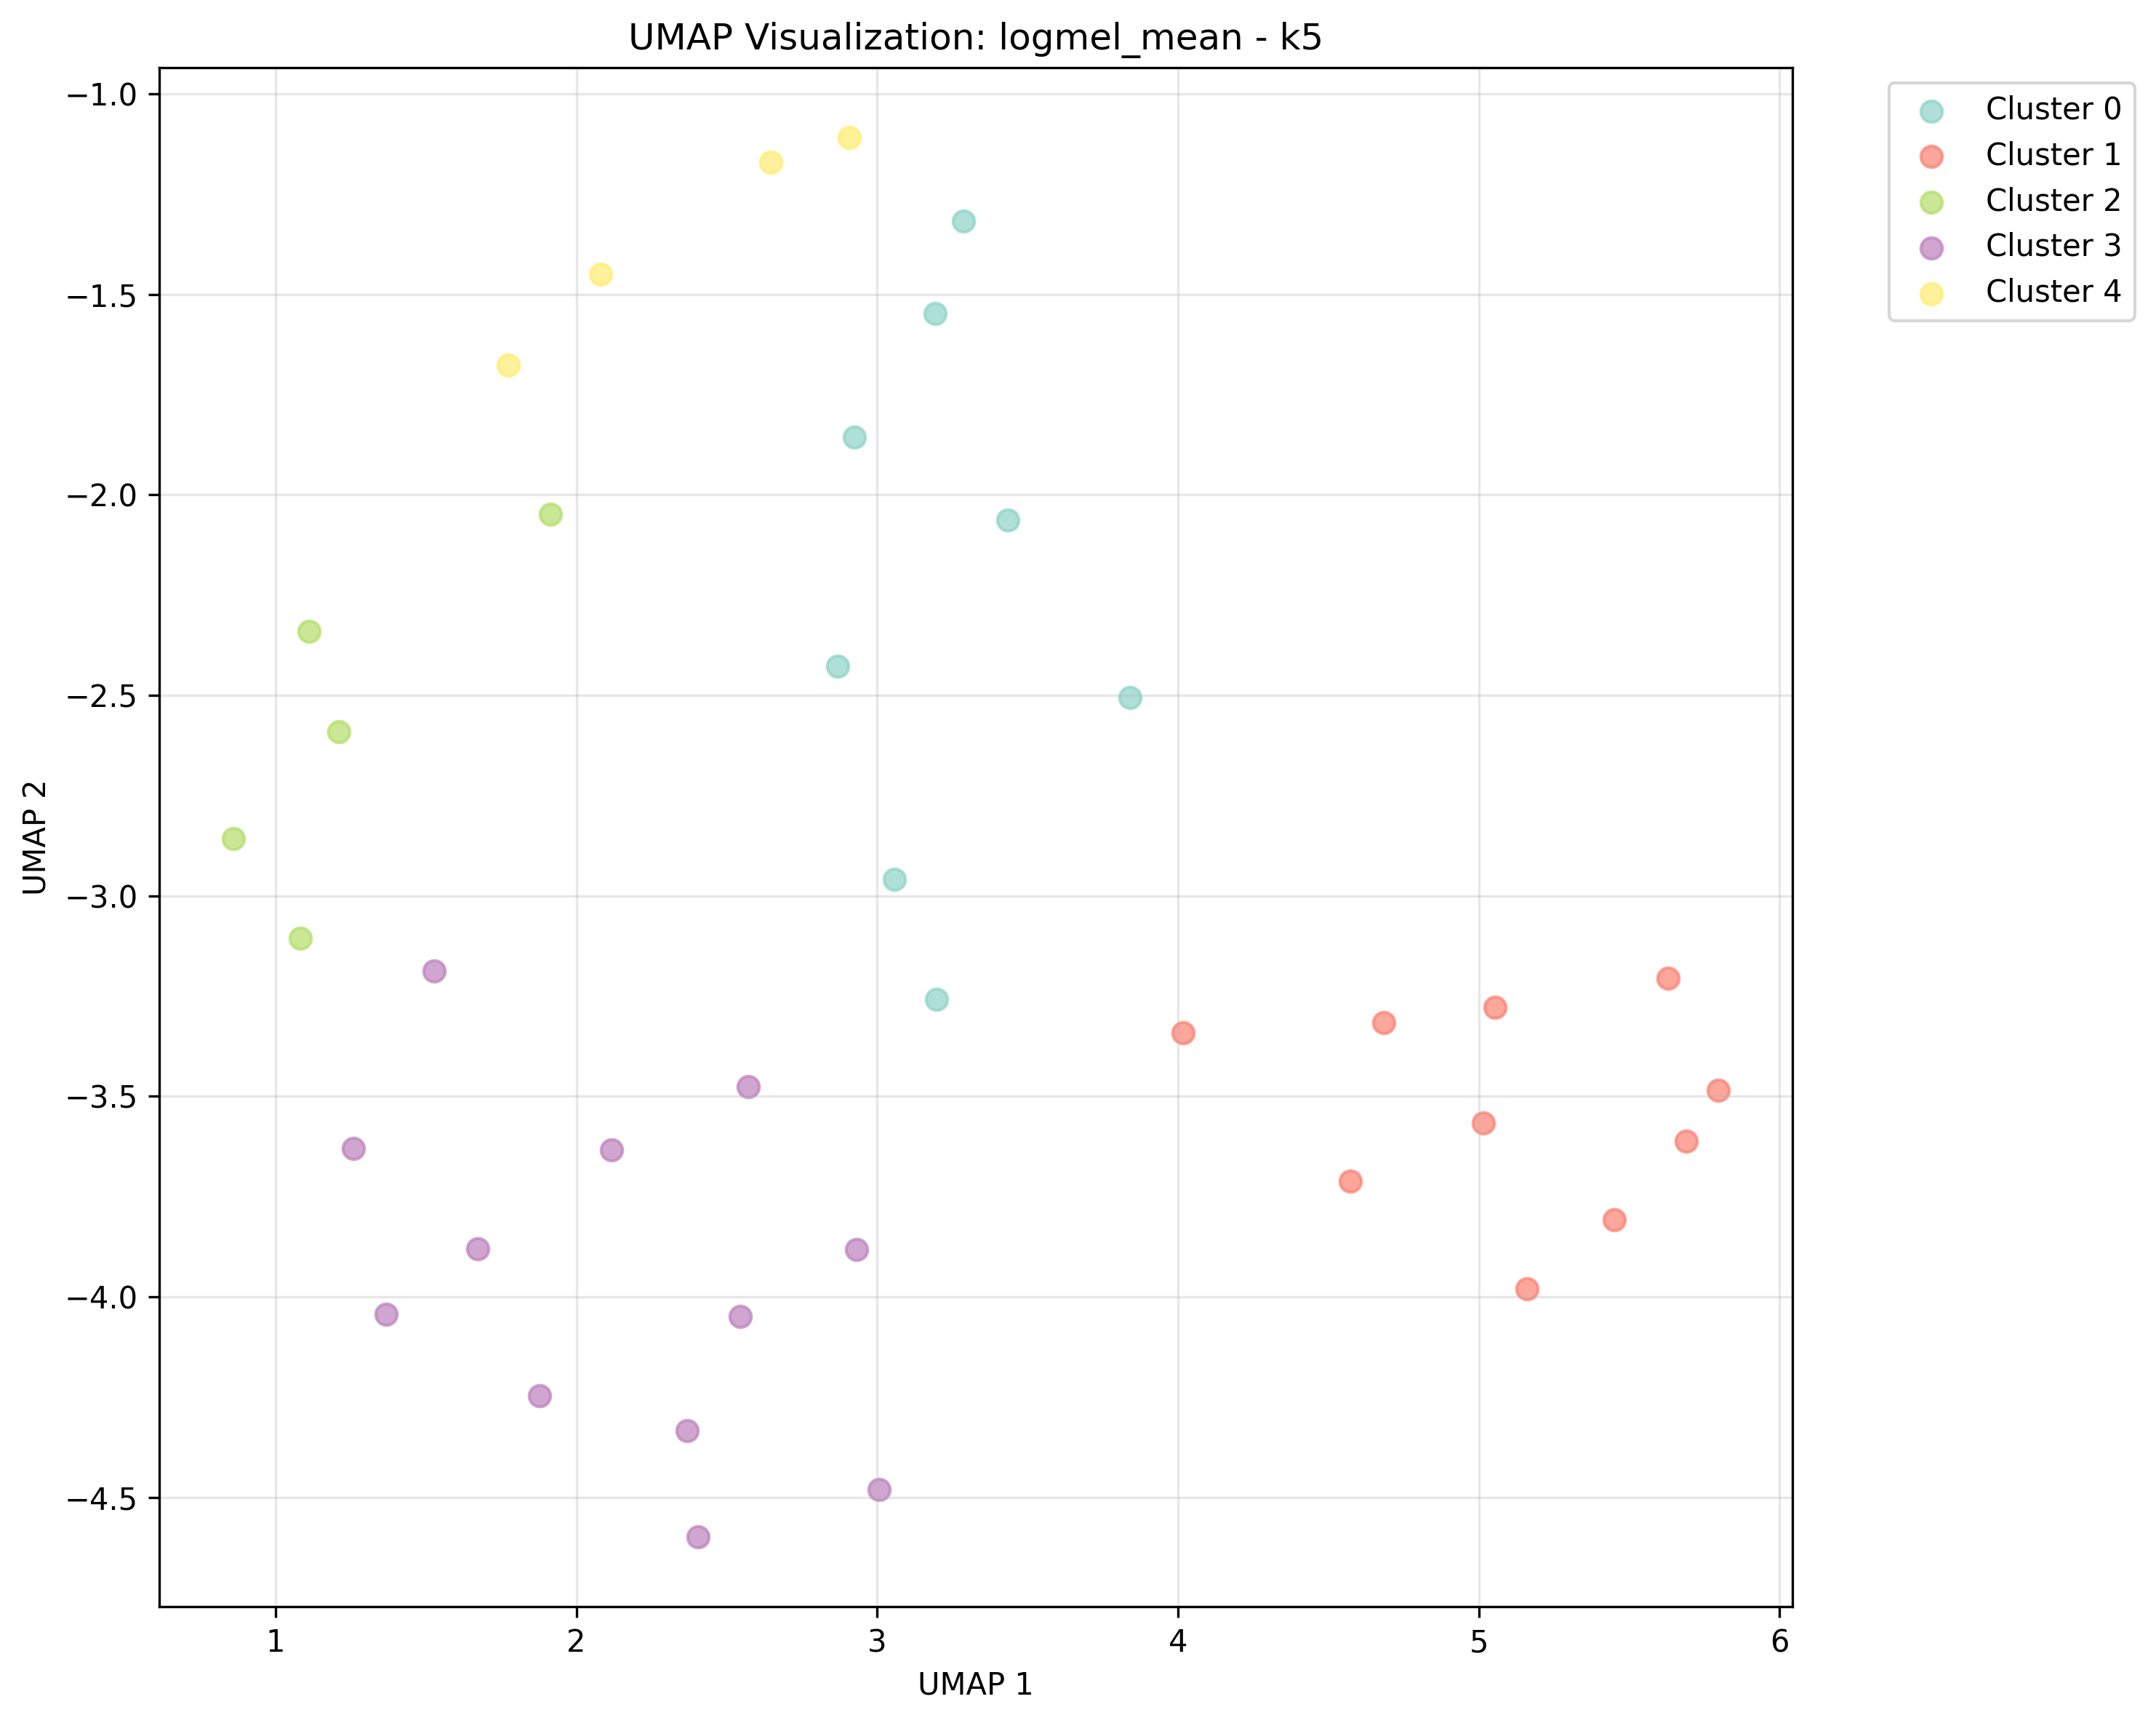 UMAP Visualization: logmel_mean - k5
Cluster 0
Cluster 1
Cluster 2
Cluster 3
Cluster 4
−1.0
−1.5
−2.0
−2.5
−3.0
−3.5
−4.0
−4.5
UMAP 2
1 2 3 4 5 6
UMAP 1